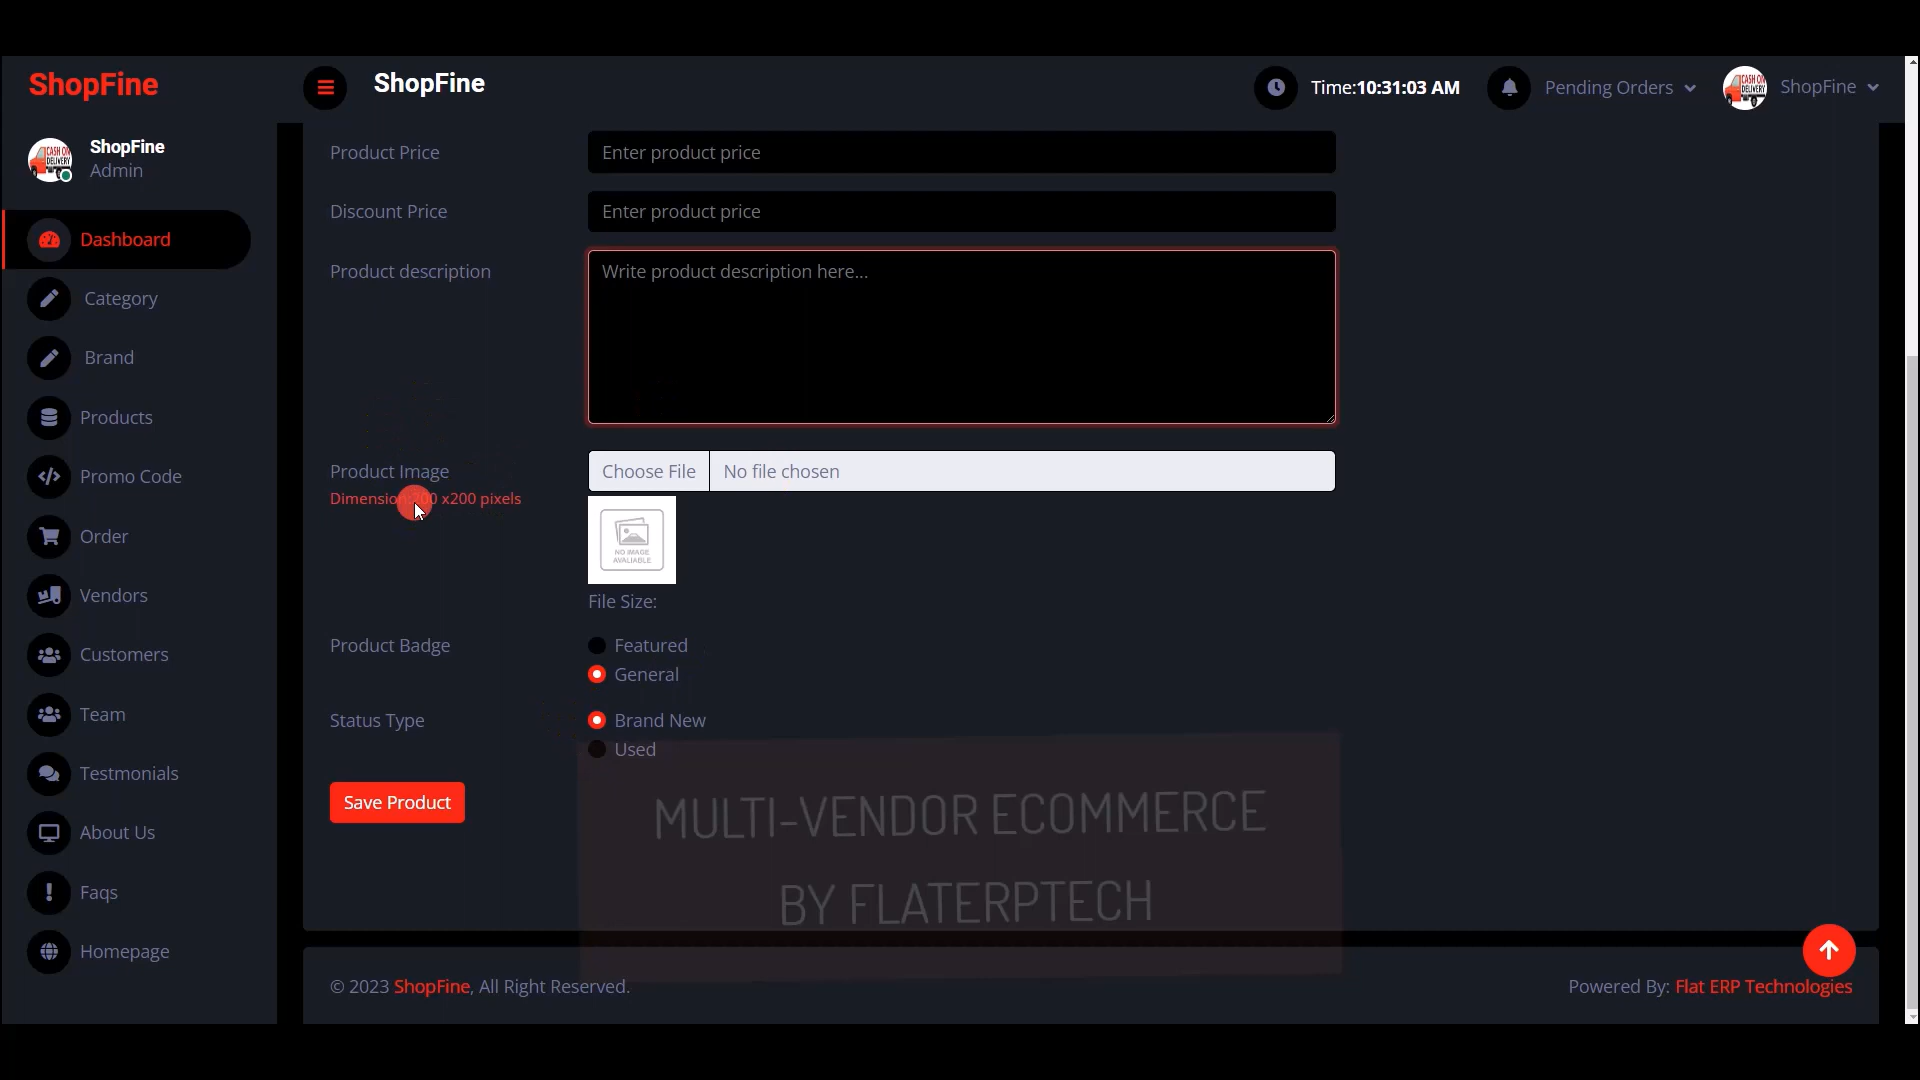 ShopFine
ShopFine
Time:10:31:03 AM
Pending Orders
ShopFine
ShopFine
Admin
Dashboard
Category
Brand
Products
Promo Code
Order
Vendors
Customers
Team
Testmonials
About Us
Faqs
Homepage
Product Price
Enter product price
Discount Price
Enter product price
Product description
Write product description here...
Product Image
Choose File
No file chosen
x200 pixels
NO IMAGE
AVALIABLE
File Size:
Product Badge
Featured
General
Status Type
Brand New
Used
Save Product
MULTI-VENDOR ECOMMERCE
BY FLATERPTECH
© 2023 ShopFine, All Right Reserved.
Powered By: Flat ERP Technologies